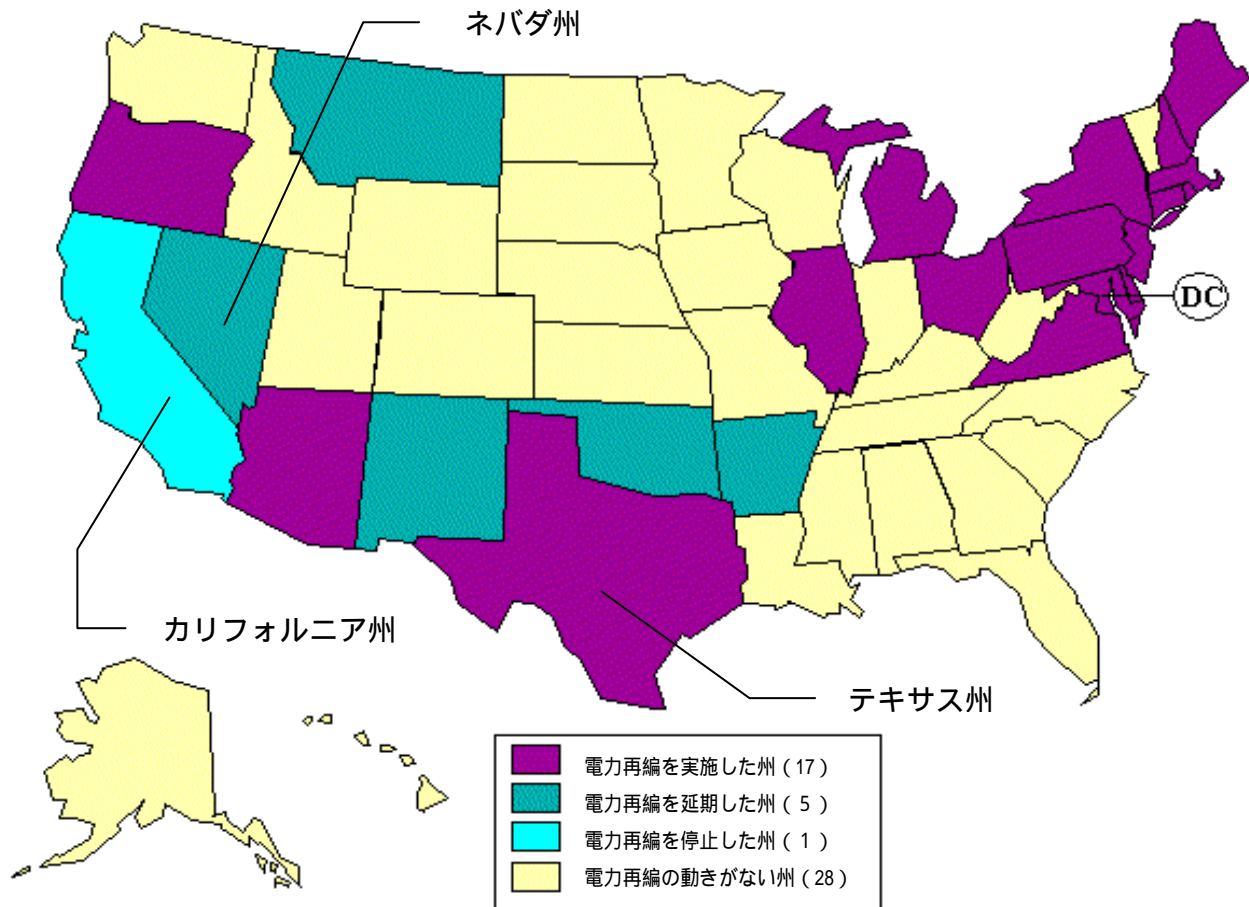 ネバダ州
DC
カリフォルニア州
テキサス州
電力再編を実施した州(17)
電力再編を延期した州(5)
電力再編を停止した州(1)
電力再編の動きがない州(28)